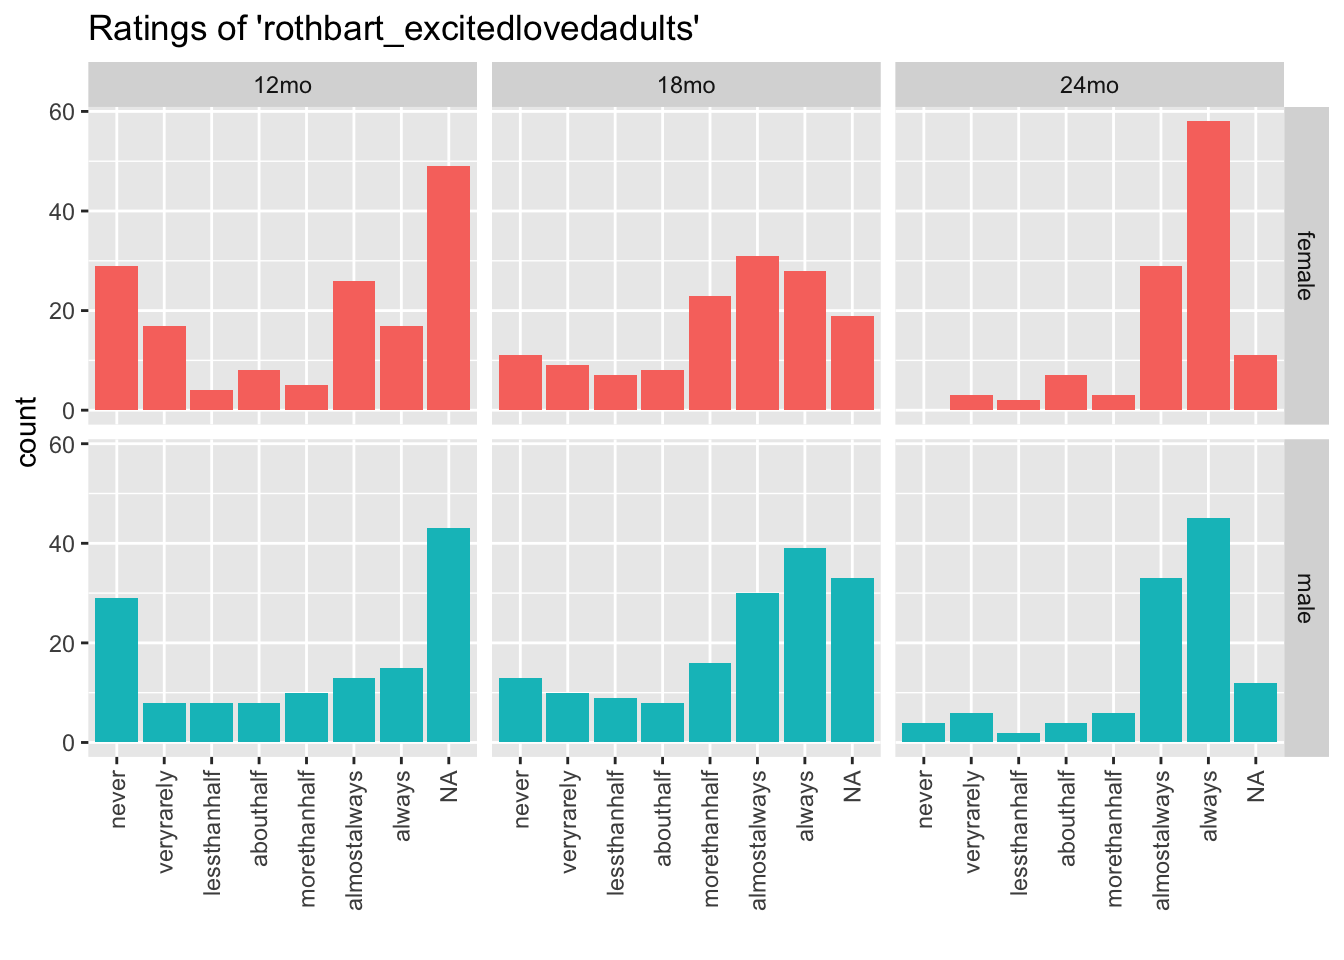 Ratings of 'rothbart_excitedlovedadults'
12mo
18mo
24mo
60
40
20
0
female
count
60
40
20
0
male
never
veryrarely
lessthanhalf
abouthalf
morethanhalf
almostalways
always
NA
never
veryrarely
lessthanhalf
abouthalf
morethanhalf
almostalways
always
NA
never
veryrarely
lessthanhalf
abouthalf
morethanhalf
almostalways
always
NA